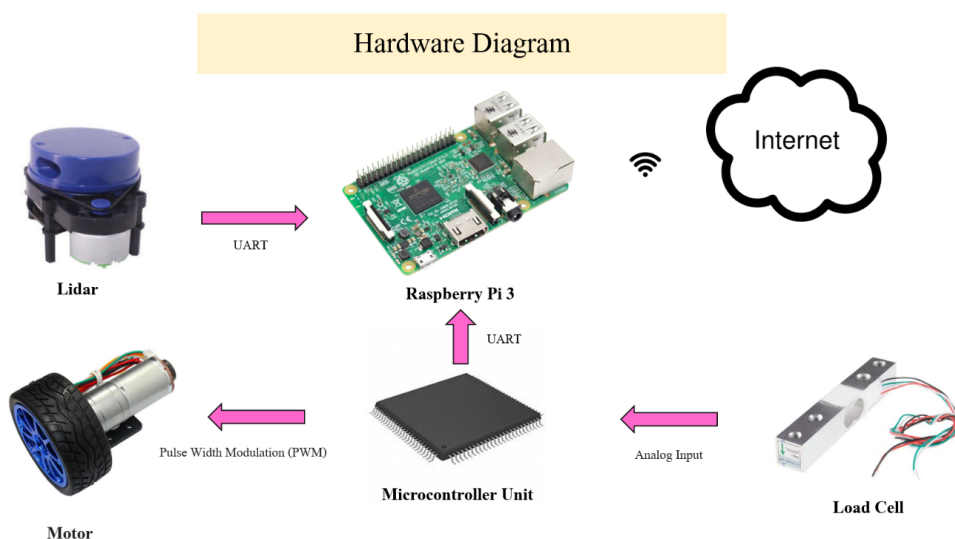 Hardware Diagram
Internet
UART
Lidar
Raspberry Pi 3
UART
Pulse Width Modulation (PWM)
Analog Input
Microcontroller Unit
Load Cell
Motor